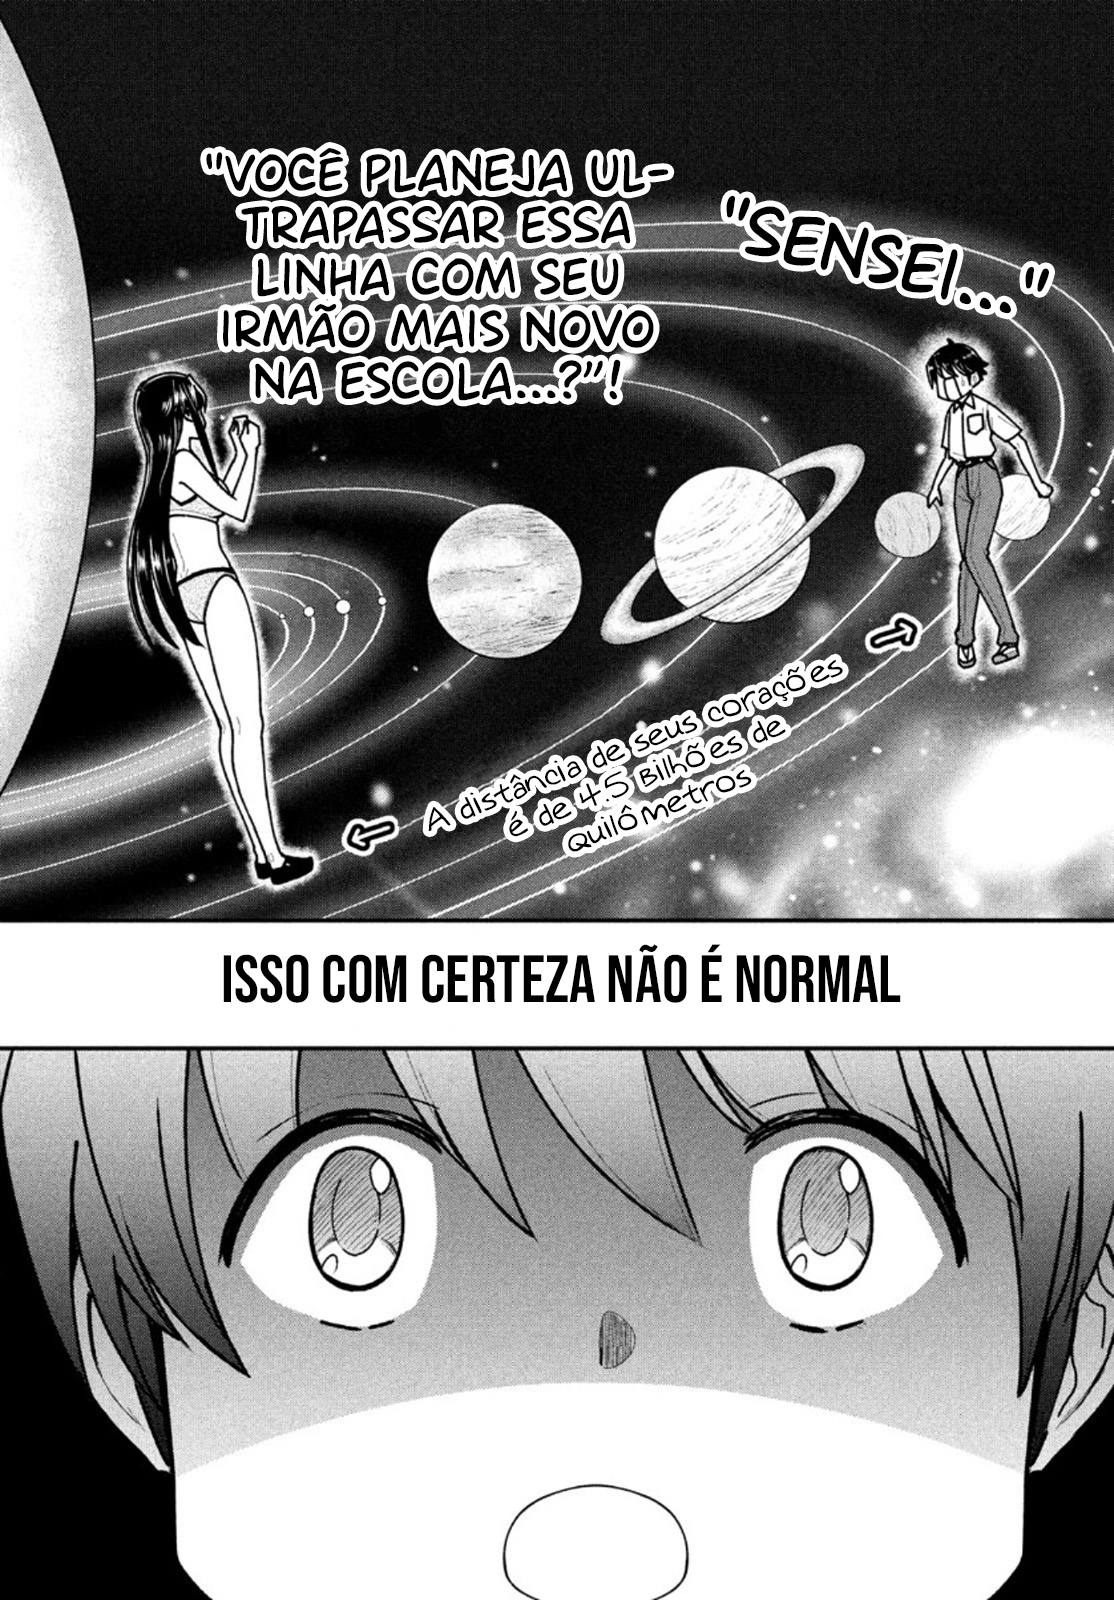 "VOCÊ PLANEJA UL-
TRAPASSAR ESSA
LINHA COM SEU
IRMÃO MAIS NOVO
NA ESCOLA...?"!
"SENSEI..."
A distância de seus corações
é de 4.5 Bilhões de
quilômetros
ISSO COM CERTEZA NÃO É NORMAL